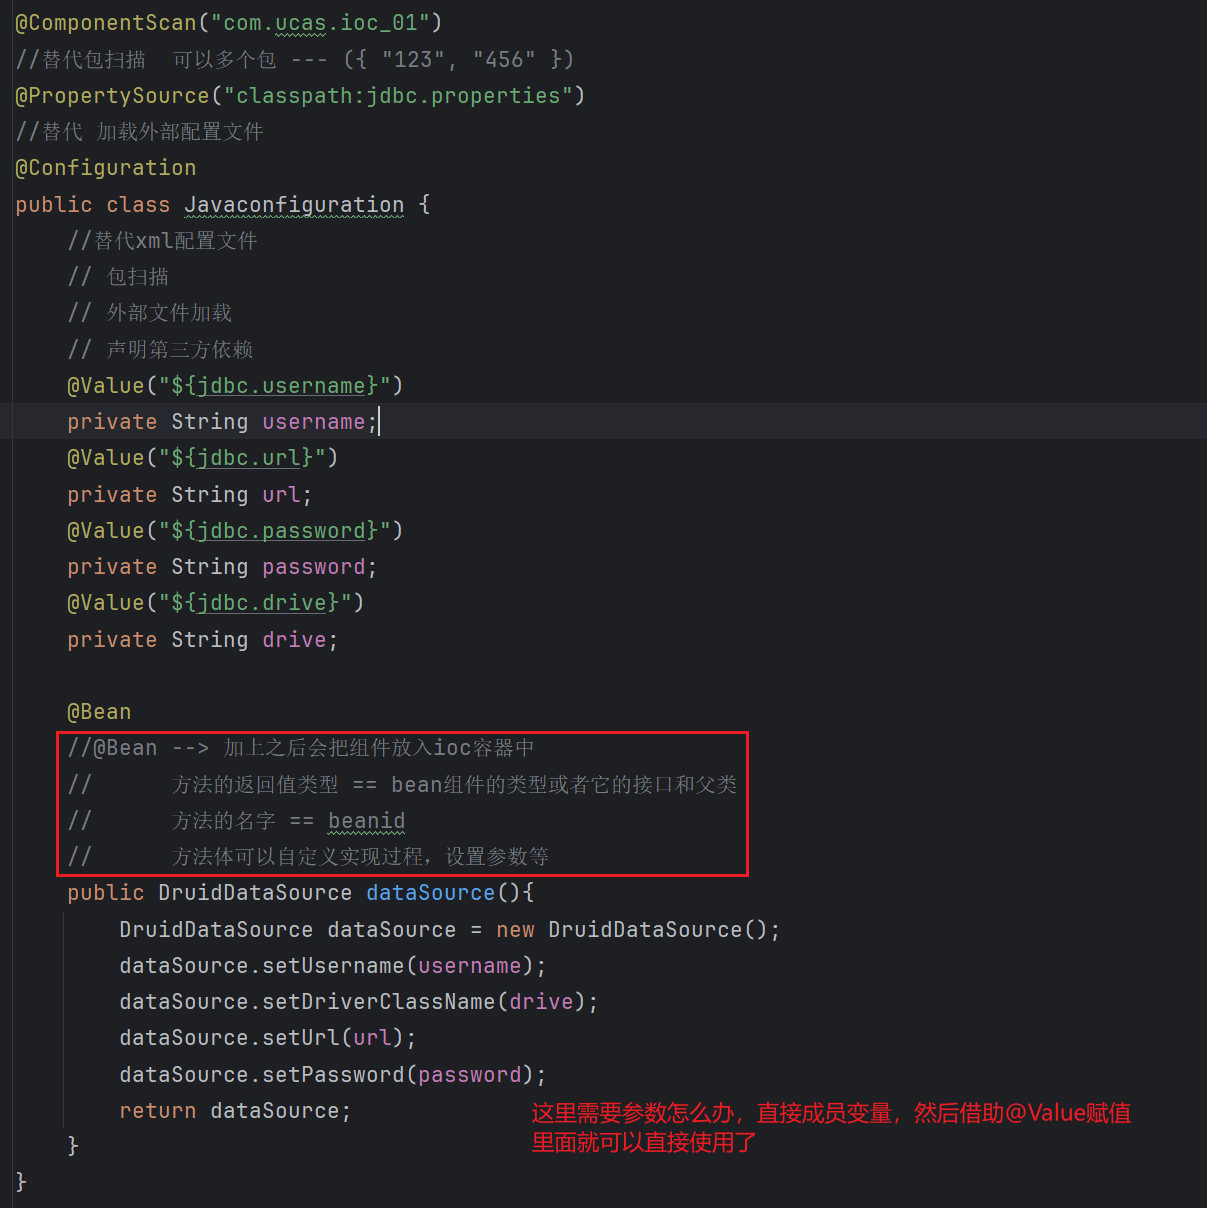 @ComponentScan("com.ucas.ioc_01")
//替代包扫描  可以多个包 --- ({ "123", "456" })
@PropertySource("classpath:jdbc.properties")
//替代 加载外部配置文件
@Configuration
public class Javaconfiguration {
    //替代xml配置文件
    // 包扫描
    // 外部文件加载
    // 声明第三方依赖
    @Value("${jdbc.username}")
    private String username;
    @Value("${jdbc.url}")
    private String url;
    @Value("${jdbc.password}")
    private String password;
    @Value("${jdbc.drive}")
    private String drive;
    @Bean
    //@Bean --> 加上之后会把组件放入ioc容器中
    //      方法的返回值类型 == bean组件的类型或者它的接口和父类
    //      方法的名字 == beanid
    //      方法体可以自定义实现过程，设置参数等
    public DruidDataSource dataSource(){
        DruidDataSource dataSource = new DruidDataSource();
        dataSource.setUsername(username);
        dataSource.setDriverClassName(drive);
        dataSource.setUrl(url);
        dataSource.setPassword(password);
        return dataSource;
这里需要参数怎么办，直接成员变量，然后借助@Value赋值
里面就可以直接使用了
    }
}